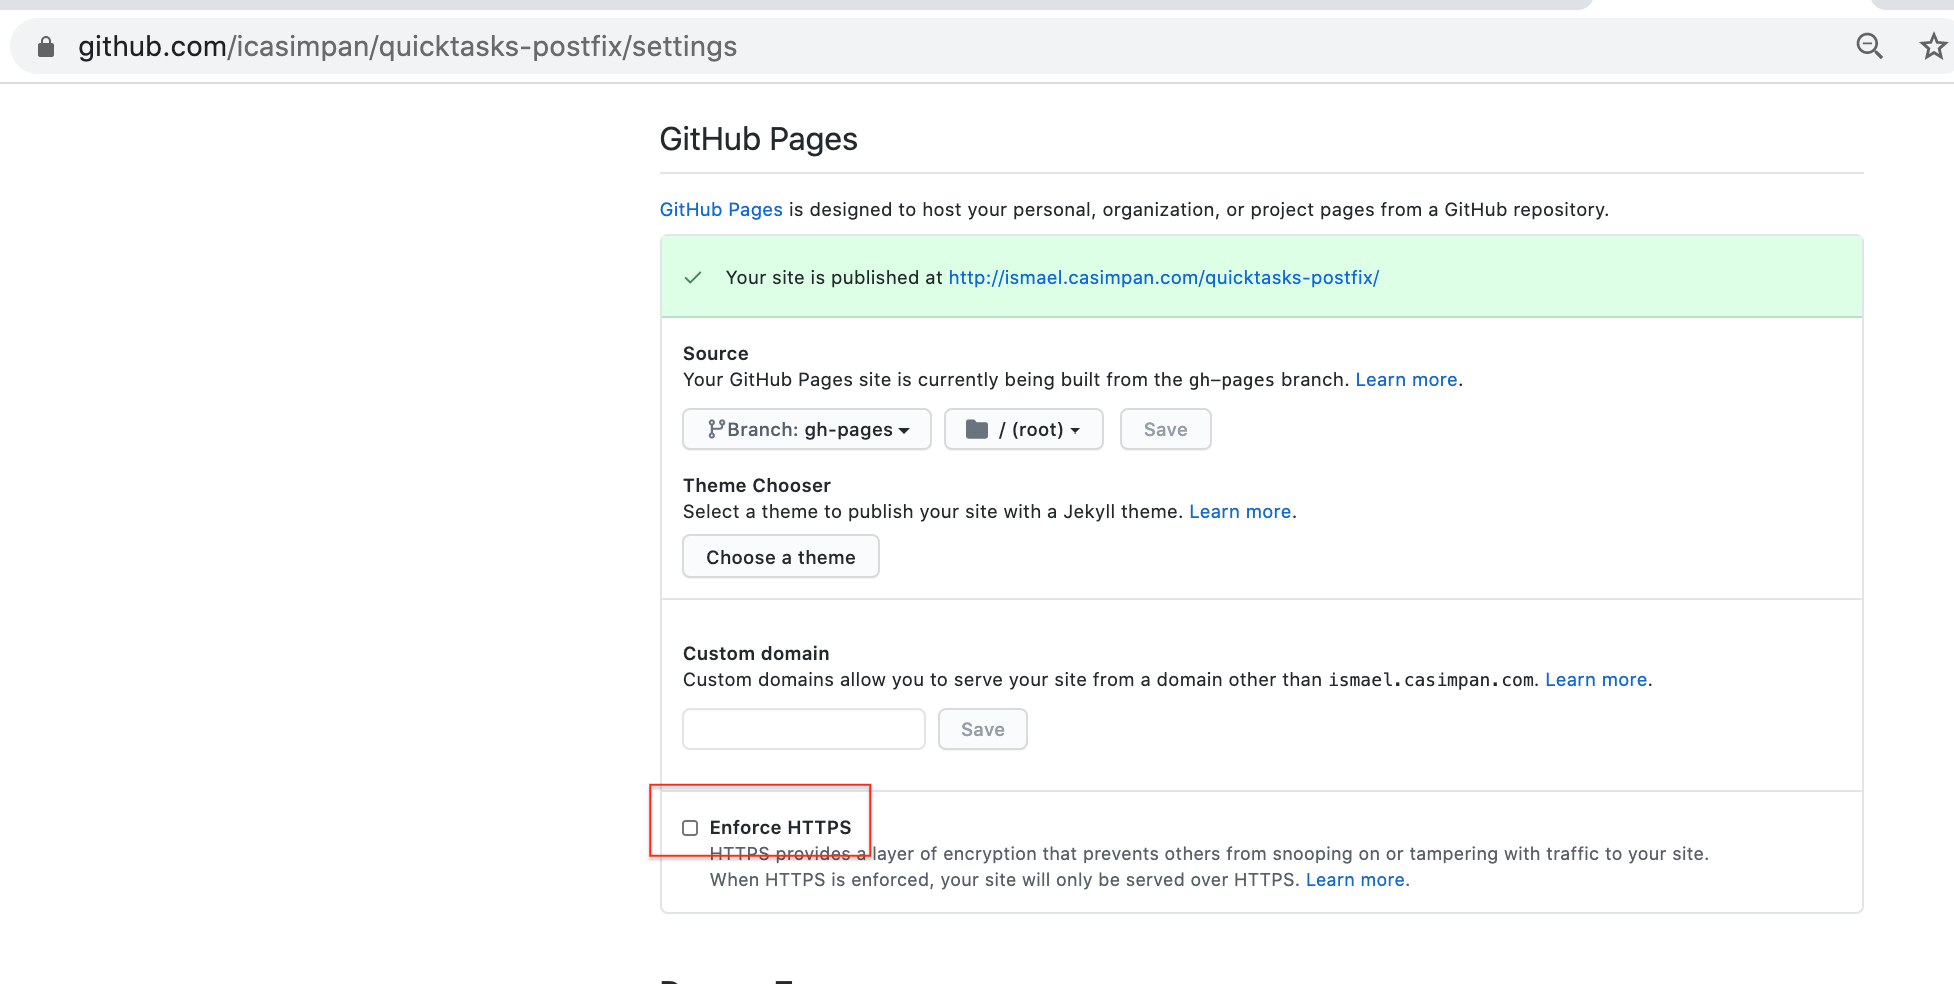 github.com/icasimpan/quicktasks-postfix/settings
GitHub Pages
GitHub Pages is designed to host your personal, organization, or project pages from a GitHub repository.
Your site is published at http://ismael.casimpan.com/quicktasks-postfix/
Source
Your GitHub Pages site is currently being built from the gh-pages branch. Learn more.
Branch: gh-pages / (root) Save
Theme Chooser
Select a theme to publish your site with a Jekyll theme. Learn more.
Choose a theme
Custom domain
Custom domains allow you to serve your site from a domain other than ismael.casimpan.com. Learn more.
Save
Enforce HTTPS
HTTPS provides a layer of encryption that prevents others from snooping on or tampering with traffic to your site.
When HTTPS is enforced, your site will only be served over HTTPS. Learn more.